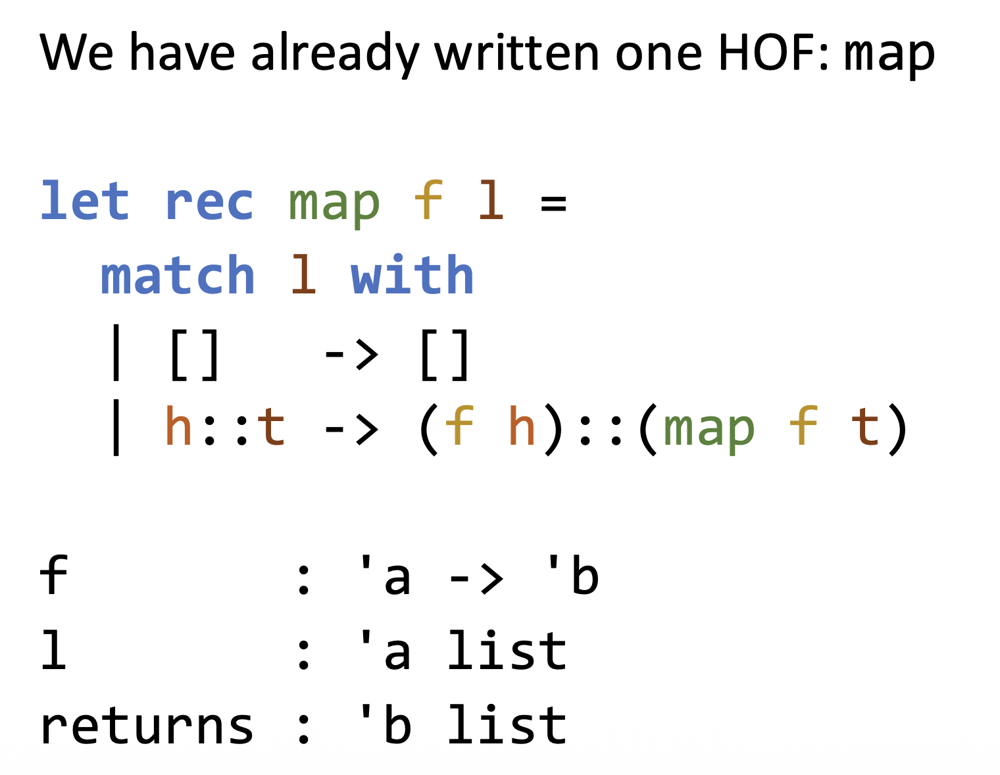 We have already written one HOF: map
let rec map f l =
match l with
| [] -> []
| h::t -> (f h)::(map f t)
f : 'a -> 'b
l : 'a list
returns : 'b list